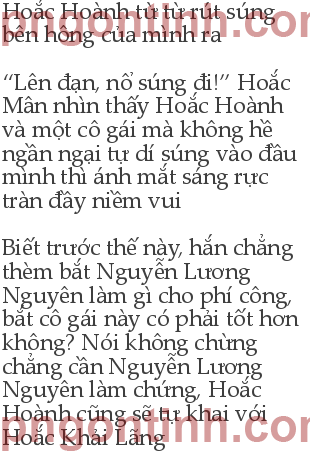 Hoắc Hoành từ từ rút súng
bên hông của mình ra
“Lên đạn, nổ súng đi!” Hoắc
Mân nhìn thấy Hoắc Hoành
và một cô gái mà không hề
ngần ngại tự dí súng vào đầu
mình thì ánh mắt sáng rực
tràn đầy niềm vui
Biết trước thế này, hắn chẳng
thèm bắt Nguyễn Lương
Nguyên làm gì cho phí công,
bắt cô gái này có phải tốt hơn
không? Nói không chừng
chẳng cần Nguyễn Lương
Nguyên làm chứng, Hoắc
Hoành cũng sẽ tự khai với
Hoắc Khải Lãng
pngontinh.com
pngontinh.com